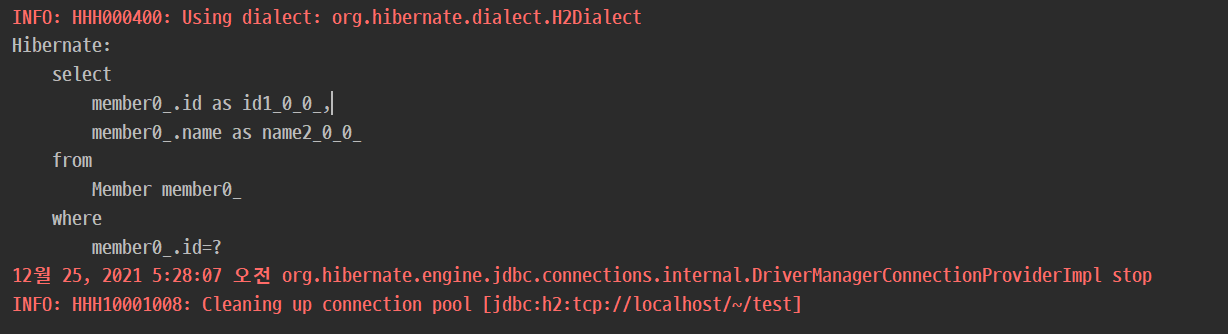 INFO: HHH000400: Using dialect: org.hibernate.dialect.H2Dialect
Hibernate:
    select
        member0_.id as id1_0_0_,
        member0_.name as name2_0_0_
    from
        Member member0_
    where
        member0_.id=?
12월 25, 2021 5:28:07 오전 org.hibernate.engine.jdbc.connections.internal.DriverManagerConnectionProviderImpl stop
INFO: HHH10001008: Cleaning up connection pool [jdbc:h2:tcp://localhost/~/test]